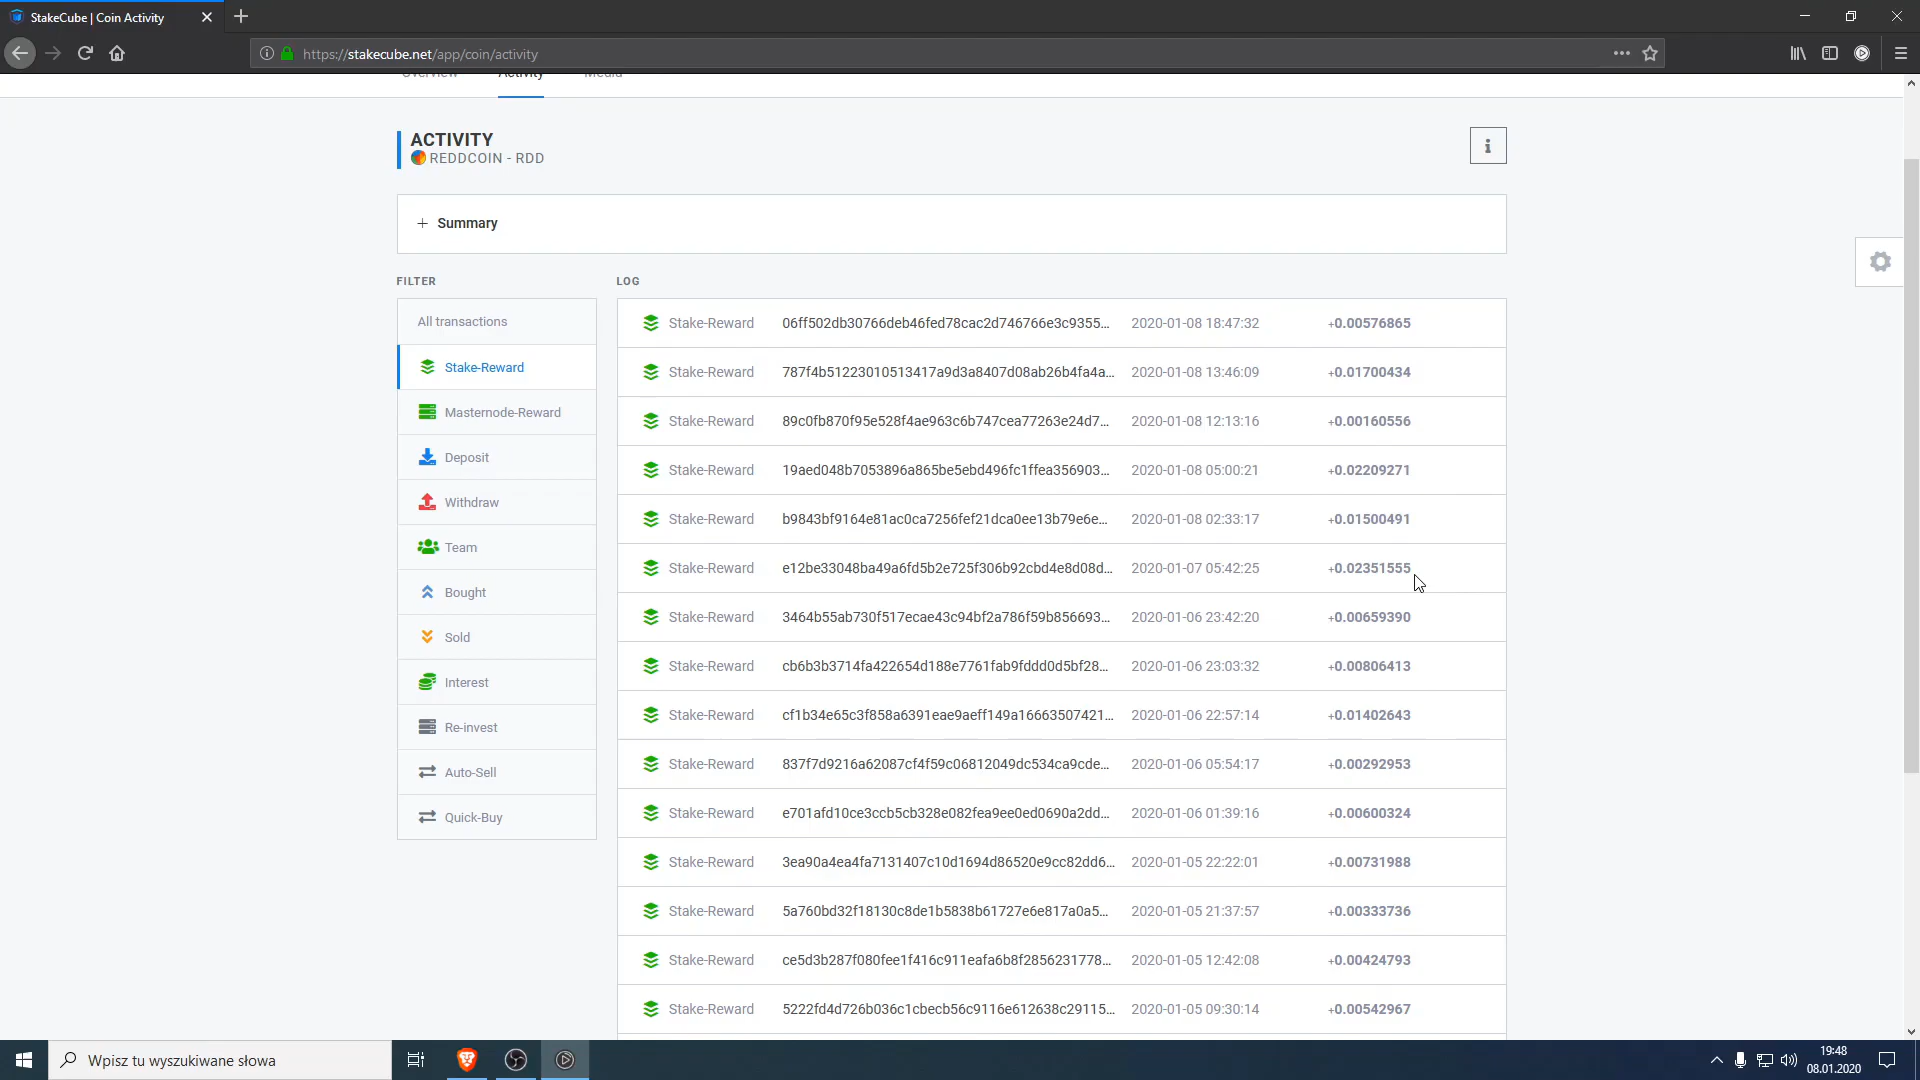 StakeCube | Coin Activity
https://stakecube.net/app/coin/activity
Overview Activity Media
ACTIVITY
REDDCOIN - RDD
Summary
FILTER
LOG
All transactions
Stake-Reward
Masternode-Reward
Deposit
Withdraw
Team
Bought
Sold
Interest
Re-invest
Auto-Sell
Quick-Buy
Stake-Reward 06ff502db30766deb46fed78cac2d746766e3c9355... 2020-01-08 18:47:32 +0.00576865
Stake-Reward 787f4b51223010513417a9d3a8407d08ab26b4fa4a... 2020-01-08 13:46:09 +0.01700434
Stake-Reward 89c0fb870f95e528f4ae963c6b747cea77263e24d7... 2020-01-08 12:13:16 +0.00160556
Stake-Reward 19aed048b7053896a865be5ebd496fc1ffea356903... 2020-01-08 05:00:21 +0.02209271
Stake-Reward b9843bf9164e81ac0ca7256fef21dca0ee13b79e6e... 2020-01-08 02:33:17 +0.01500491
Stake-Reward e12be33048ba49a6fd5b2e725f306b92cbd4e8d08d... 2020-01-07 05:42:25 +0.02351555
Stake-Reward 3464b55ab730f517ecae43c94bf2a786f59b856693... 2020-01-06 23:42:20 +0.00659390
Stake-Reward cb6b3b3714fa422654d188e7761fab9fddd0d5bf28... 2020-01-06 23:03:32 +0.00806413
Stake-Reward cf1b34e65c3f858a6391eae9aeff149a16663507421... 2020-01-06 22:57:14 +0.01402643
Stake-Reward 837f7d9216a62087cf4f59c06812049dc534ca9cde... 2020-01-06 05:54:17 +0.00292953
Stake-Reward e701afd10ce3ccb5cb328e082fea9ee0ed0690a2dd... 2020-01-06 01:39:16 +0.00600324
Stake-Reward 3ea90a4ea4fa7131407c10d1694d86520e9cc82dd6... 2020-01-05 22:22:01 +0.00731988
Stake-Reward 5a760bd32f18130c8de1b5838b61727e6e817a0a5... 2020-01-05 21:37:57 +0.00333736
Stake-Reward ce5d3b287f080fee1f416c911eafa6b8f2856231778... 2020-01-05 12:42:08 +0.00424793
Stake-Reward 5222fd4d726b036c1cbecb56c9116e612638c29115... 2020-01-05 09:30:14 +0.00542967
Wpisz tu wyszukiwane słowa
19:48
08.01.2020